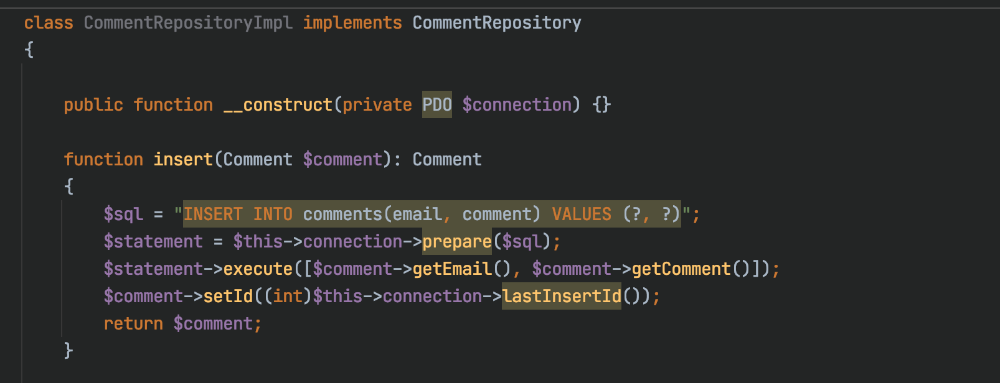 class CommentRepositoryImpl implements CommentRepository
{
public function __construct(private PDO $connection) {}
function insert(Comment $comment): Comment
{
$sql = "INSERT INTO comments(email, comment) VALUES (?, ?)";
$statement = $this->connection->prepare($sql);
$statement->execute([$comment->getEmail(), $comment->getComment()]);
$comment->setId((int)$this->connection->lastInsertId());
return $comment;
}